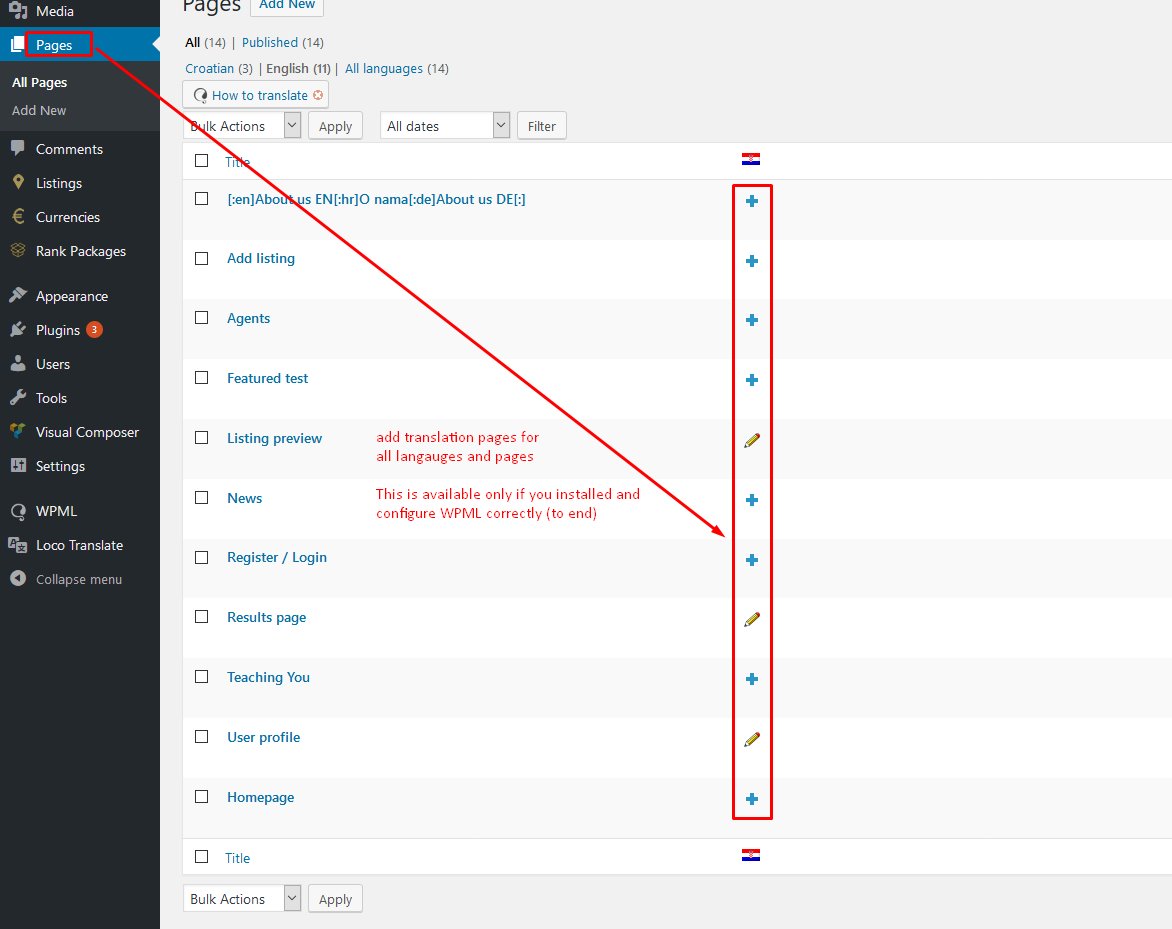 Media
Pages
All Pages
Add New
Comments
Listings
Currencies
Rank Packages
Appearance
Plugins 3
Users
Tools
Visual Composer
Settings
WPML
Loco Translate
Collapse menu
Pages Add New
All (14) | Published (14)
Croatian (3) | English (11) | All languages (14)
How to translate
Bulk Actions Apply All dates Filter
Title
[:en]About us EN[:hr]O nama[:de]About us DE[:]
Add listing
Agents
Featured test
Listing preview
add translation pages for
all langauges and pages
News
This is available only if you installed and
configure WPML correctly (to end)
Register / Login
Results page
Teaching You
User profile
Homepage
Title
Bulk Actions Apply